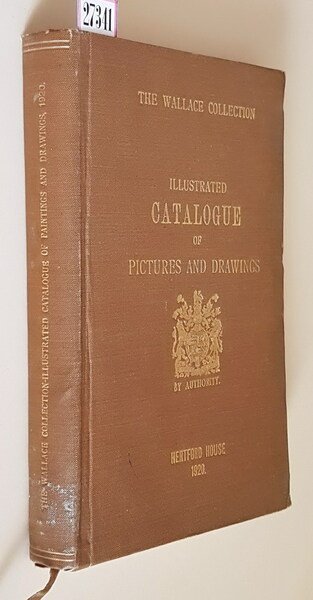 27341
THE WALLACE COLLECTION
ILLUSTRATED
CATALOGUE
OF
PICTURES AND DRAWINGS
BY AUTHORITY.
HERTFORD HOUSE
1920.
THE WALLACE COLLECTION-ILLUSTRATED CATALOGUE OF PAINTINGS AND DRAWINGS, 1920.